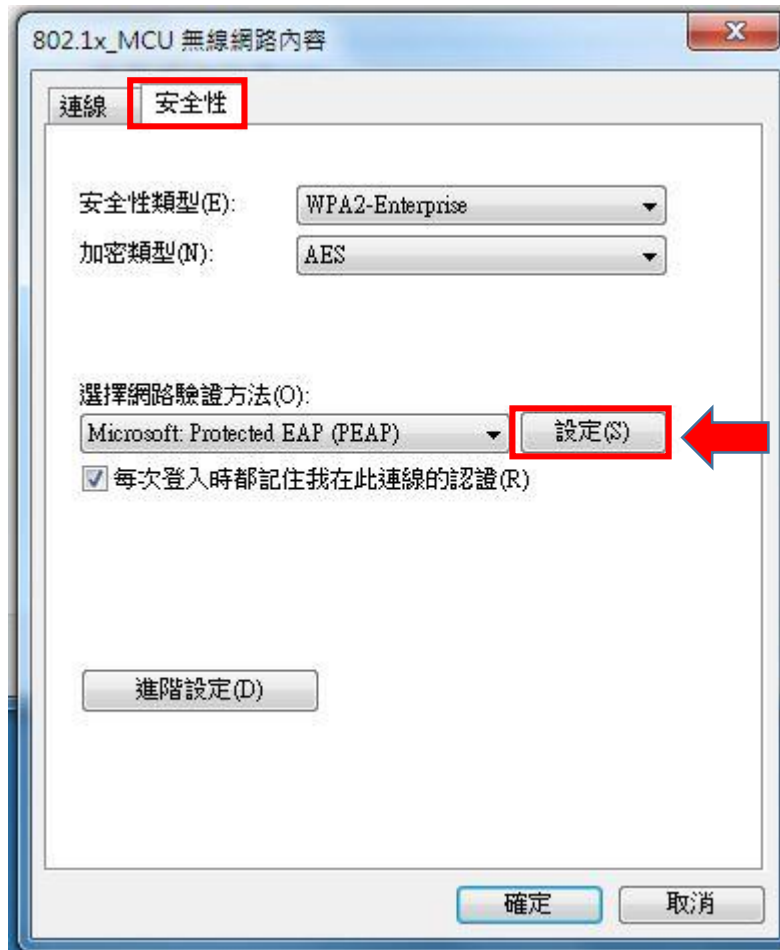 802.1x_MCU 無線網路內容
連線 安全性
安全性類型(E): WPA2-Enterprise
加密類型(N): AES
選擇網路驗證方法(O):
Microsoft: Protected EAP (PEAP) 設定(S)
每次登入時都記住我在此連線的認證(R)
進階設定(D)
確定 取消